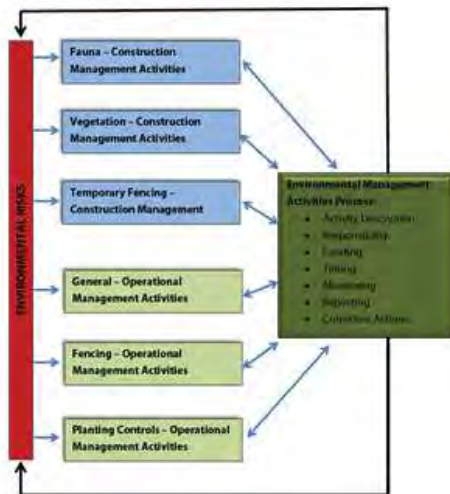 ENVIRONMENTAL RISKS
Fauna – Construction
Management Activities
Vegetation – Construction
Management Activities
Temporary Fencing –
Construction Management
General – Operational
Management Activities
Fencing – Operational
Management Activities
Planting Controls – Operational
Management Activities
Environmental Management
Activities Process:
• Activity Description
• Responsibility
• Funding
• Timing
• Monitoring
• Reporting
• Corrective Actions